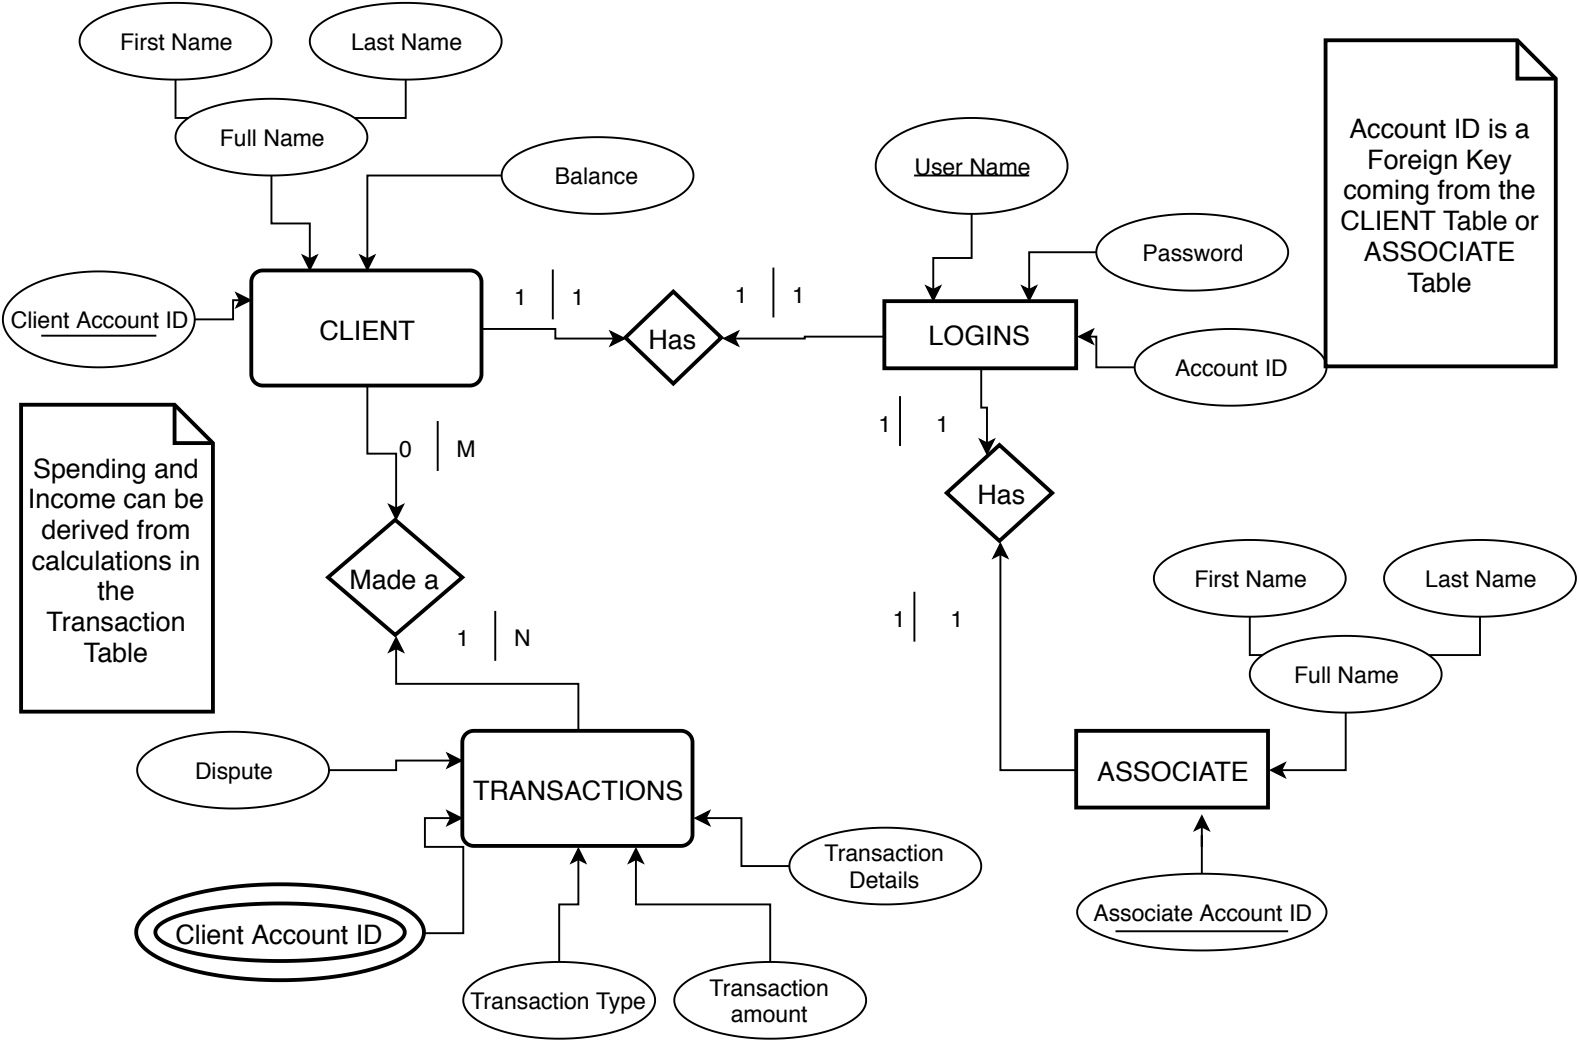 First Name
Last Name
Full Name
Balance
Client Account ID
CLIENT
1 | 1
Has
1 | 1
User Name
Password
LOGINS
Account ID
Account ID is a
Foreign Key
coming from the
CLIENT Table or
ASSOCIATE
Table
Spending and
Income can be
derived from
calculations in
the
Transaction
Table
0 | M
Made a
1 | N
1 | 1
Has
1 | 1
First Name
Last Name
Full Name
ASSOCIATE
Associate Account ID
Dispute
TRANSACTIONS
Client Account ID
Transaction Type
Transaction
amount
Transaction
Details